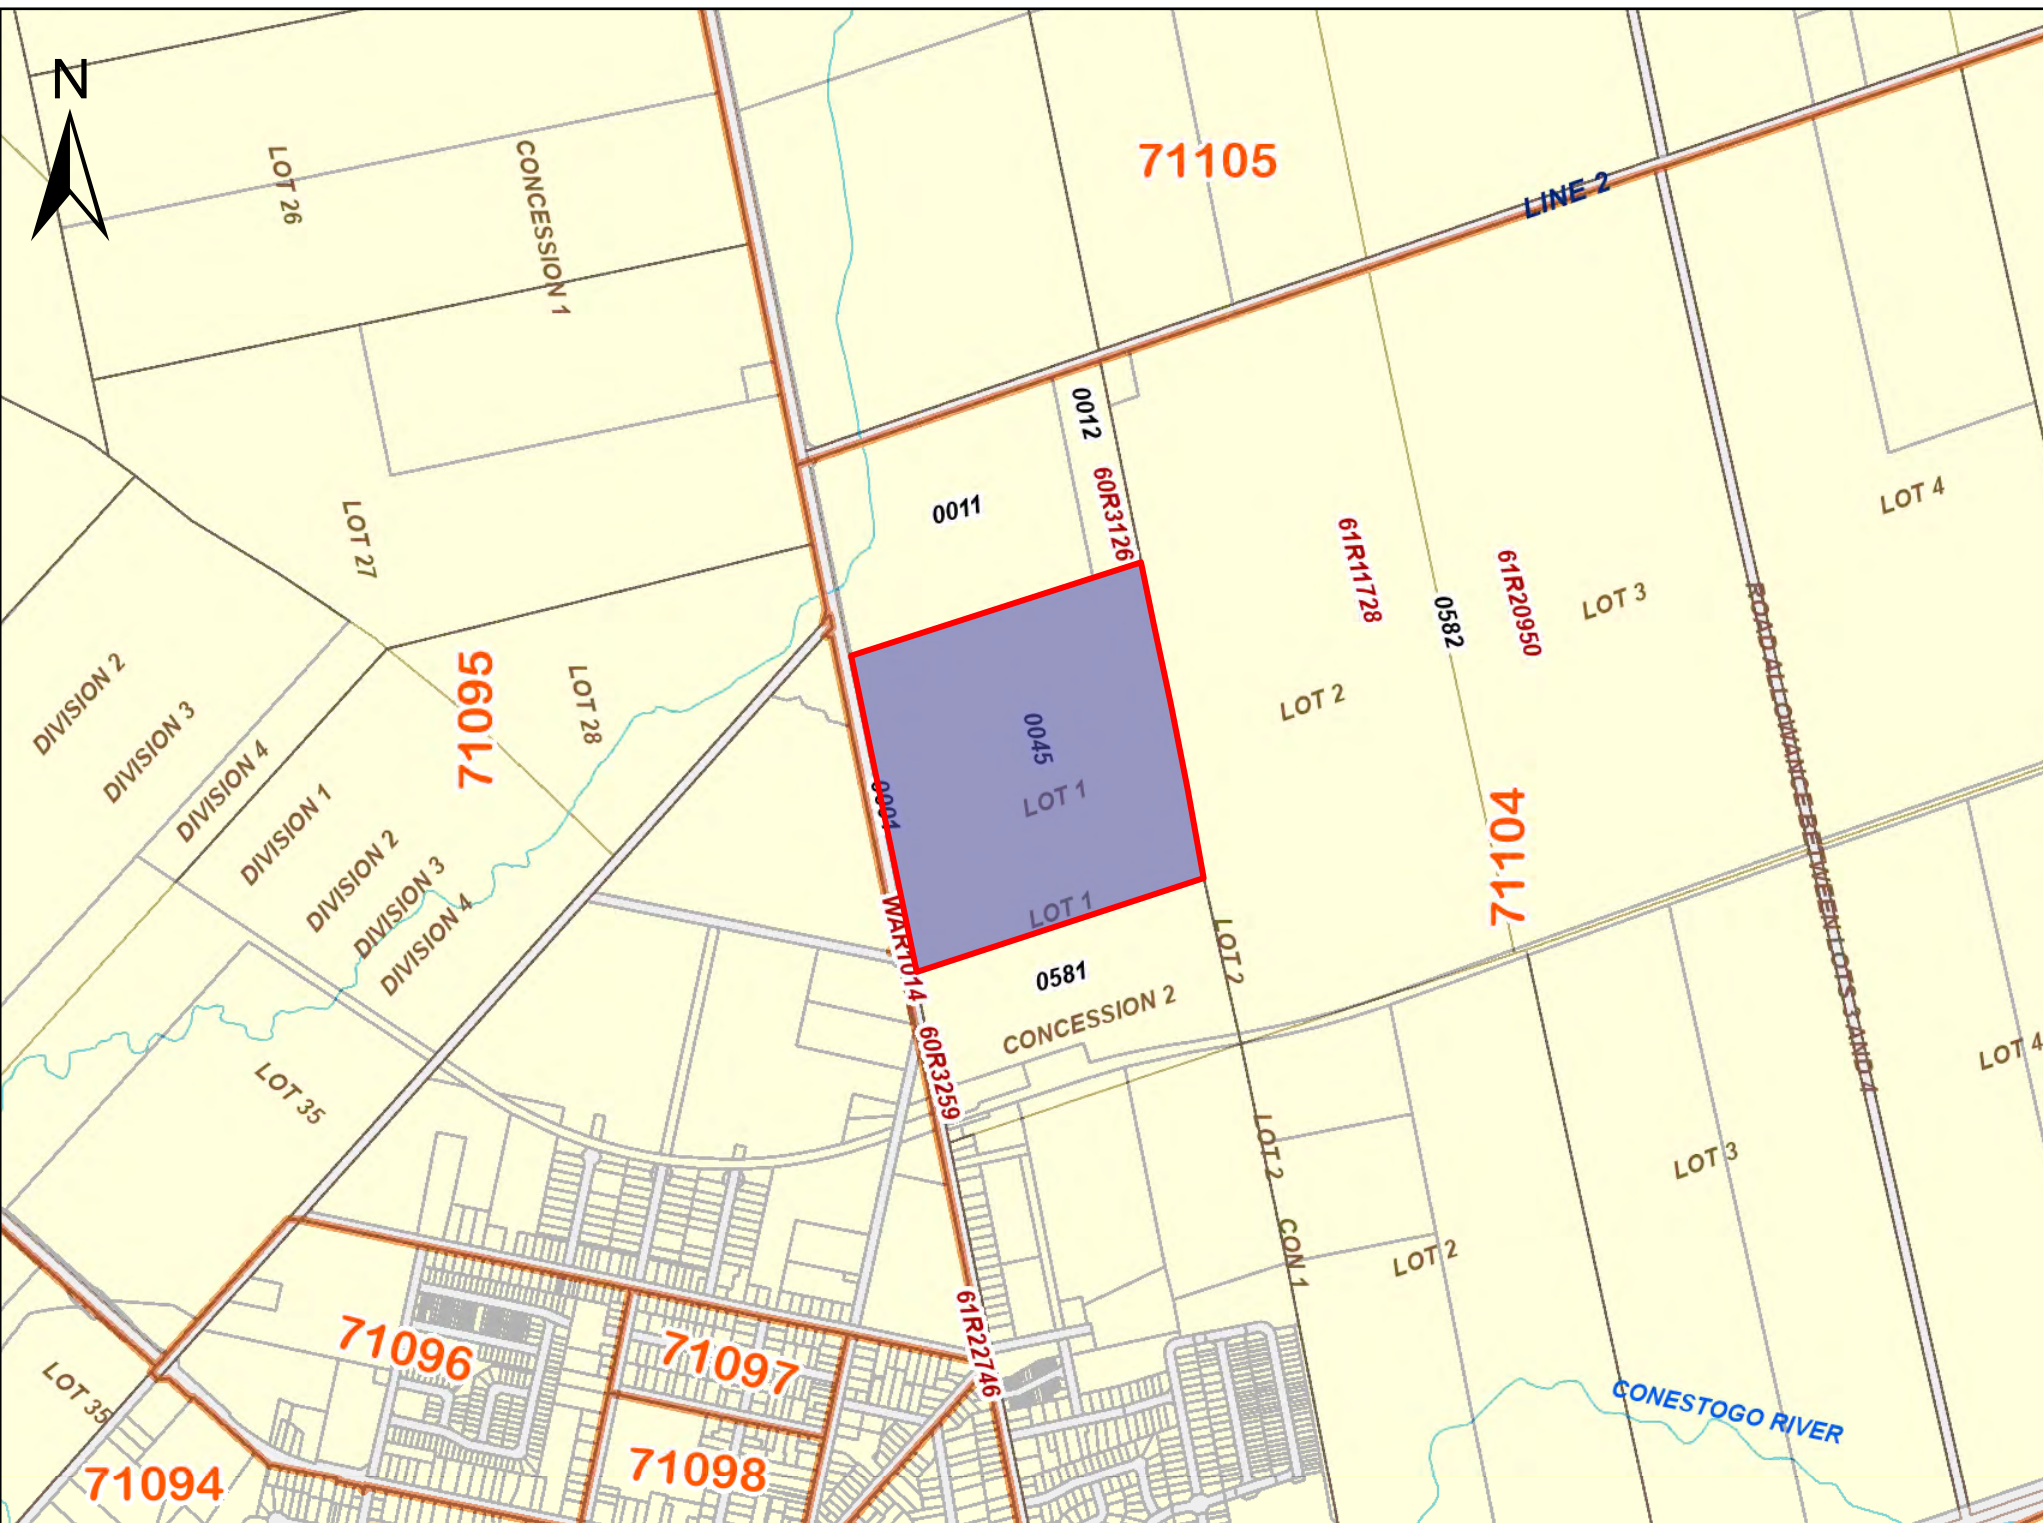 N
71105
LINE 2
LOT 26
CONCESSION 1
0012
60R3126
0011
LOT 4
LOT 27
61R11728
0582
61R20950
LOT 3
ROAD ALLOWANCE BETWEEN LOTS 3 AND 4
71095
LOT 28
DIVISION 2
DIVISION 3
DIVISION 4
DIVISION 1
DIVISION 2
DIVISION 3
DIVISION 4
LOT 2
0045
LOT 1
0001
71104
LOT 1
WAR1014
0581
LOT 2
CONCESSION 2
60R3259
LOT 35
LOT 4
LOT 2
LOT 3
CON 1
LOT 2
61R22746
71096
71097
LOT 35
CONESTOGO RIVER
71094
71098